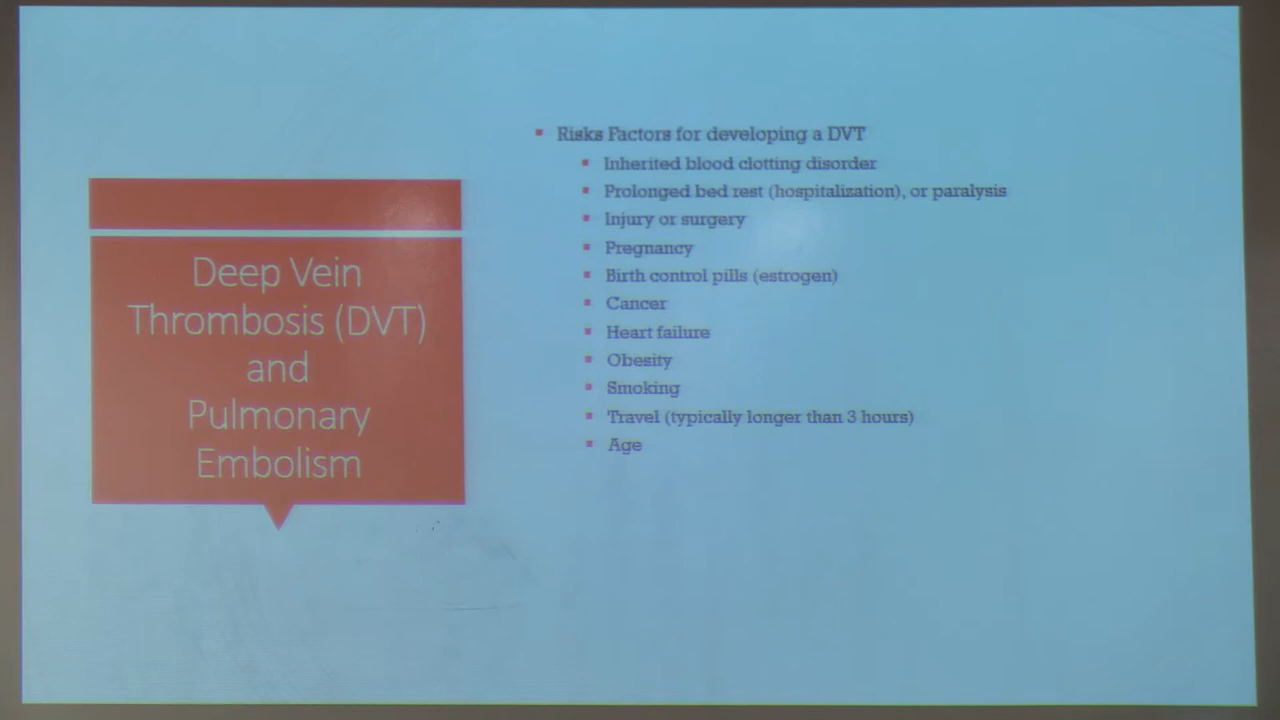 Deep Vein
Thrombosis (DVT)
and
Pulmonary
Embolism
Risks Factors for developing a DVT
Inherited blood clotting disorder
Prolonged bed rest (hospitalization), or paralysis
Injury or surgery
Pregnancy
Birth control pills (estrogen)
Cancer
Heart failure
Obesity
Smoking
Travel (typically longer than 3 hours)
Age